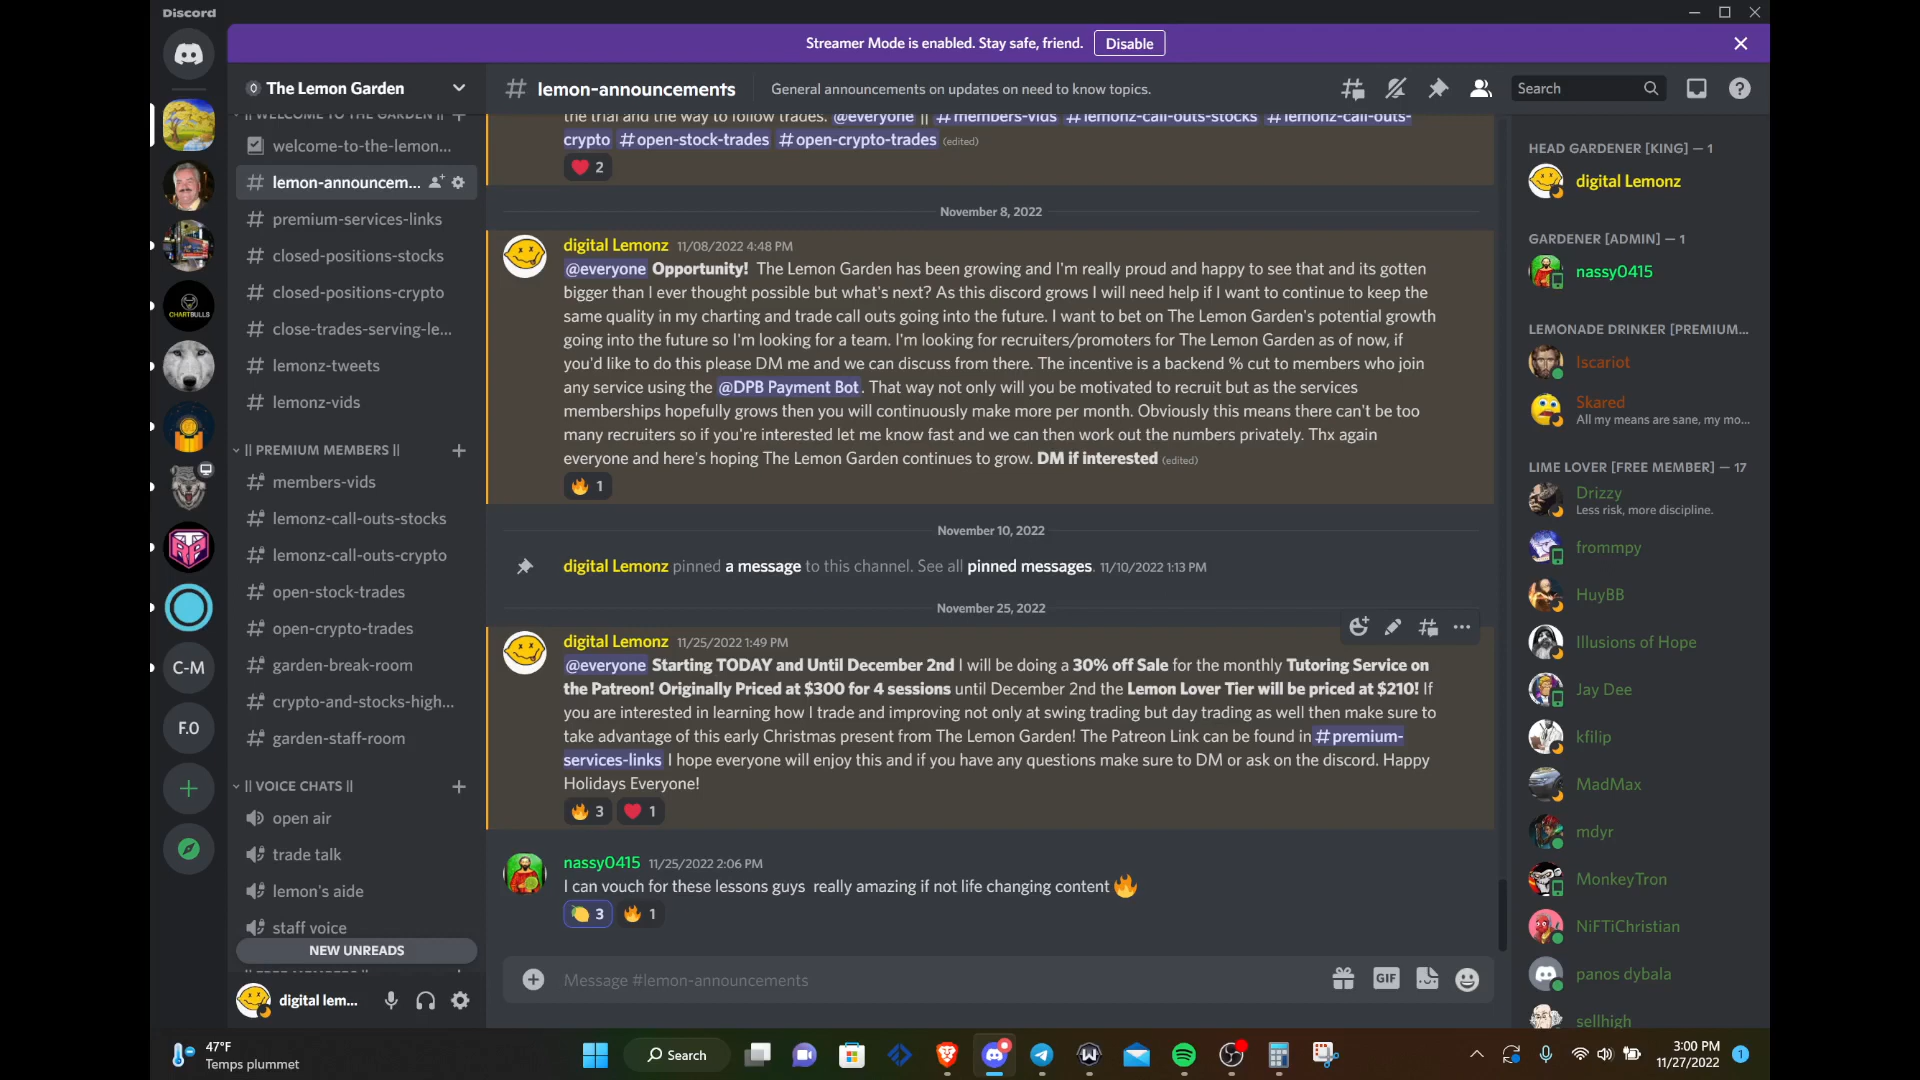 Discord
Streamer Mode is enabled. Stay safe, friend. Disable
The Lemon Garden
|| WELCOME TO THE GARDEN ||
welcome-to-the-lemon...
lemon-announcem...
premium-services-links
closed-positions-stocks
closed-positions-crypto
close-trades-serving-le...
lemonz-tweets
lemonz-vids
|| PREMIUM MEMBERS ||
members-vids
lemonz-call-outs-stocks
lemonz-call-outs-crypto
open-stock-trades
open-crypto-trades
garden-break-room
crypto-and-stocks-high...
garden-staff-room
|| VOICE CHATS ||
open air
trade talk
lemon's aide
staff voice
NEW UNREADS
digital lem...
CHARTBULLS
C-M
F.O
# lemon-announcements General announcements on updates on need to know topics.
Search
the trial and the way to follow trades. @everyone || #members-vids #lemonz-call-outs-stocks #lemonz-call-outs-
crypto #open-stock-trades #open-crypto-trades (edited)
2
November 8, 2022
digital Lemonz 11/08/2022 4:48 PM
@everyone Opportunity! The Lemon Garden has been growing and I'm really proud and happy to see that and its gotten
bigger than I ever thought possible but what's next? As this discord grows I will need help if I want to continue to keep the
same quality in my charting and trade call outs going into the future. I want to bet on The Lemon Garden's potential growth
going into the future so I'm looking for a team. I'm looking for recruiters/promoters for The Lemon Garden as of now, if
you'd like to do this please DM me and we can discuss from there. The incentive is a backend % cut to members who join
any service using the @DPB Payment Bot. That way not only will you be motivated to recruit but as the services
memberships hopefully grows then you will continuously make more per month. Obviously this means there can't be too
many recruiters so if you're interested let me know fast and we can then work out the numbers privately. Thx again
everyone and here's hoping The Lemon Garden continues to grow. DM if interested (edited)
1
November 10, 2022
digital Lemonz pinned a message to this channel. See all pinned messages. 11/10/2022 1:13 PM
November 25, 2022
digital Lemonz 11/25/2022 1:49 PM
@everyone Starting TODAY and Until December 2nd I will be doing a 30% off Sale for the monthly Tutoring Service on
the Patreon! Originally Priced at $300 for 4 sessions until December 2nd the Lemon Lover Tier will be priced at $210! If
you are interested in learning how I trade and improving not only at swing trading but day trading as well then make sure to
take advantage of this early Christmas present from The Lemon Garden! The Patreon Link can be found in #premium-
services-links I hope everyone will enjoy this and if you have any questions make sure to DM or ask on the discord. Happy
Holidays Everyone!
3 1
nassy0415 11/25/2022 2:06 PM
I can vouch for these lessons guys really amazing if not life changing content
3 1
Message #lemon-announcements
GIF
HEAD GARDENER [KING] — 1
digital Lemonz
GARDENER [ADMIN] — 1
nassy0415
LEMONADE DRINKER [PREMIUM...
Iscariot
Skared
All my means are sane, my mo...
LIME LOVER [FREE MEMBER] — 17
Drizzy
Less risk, more discipline.
frommpy
HuyBB
Illusions of Hope
Jay Dee
kfilip
MadMax
mdyr
MonkeyTron
NiFTiChristian
panos dybala
sellhigh
47°F
Temps plummet
Search
3:00 PM
11/27/2022
1